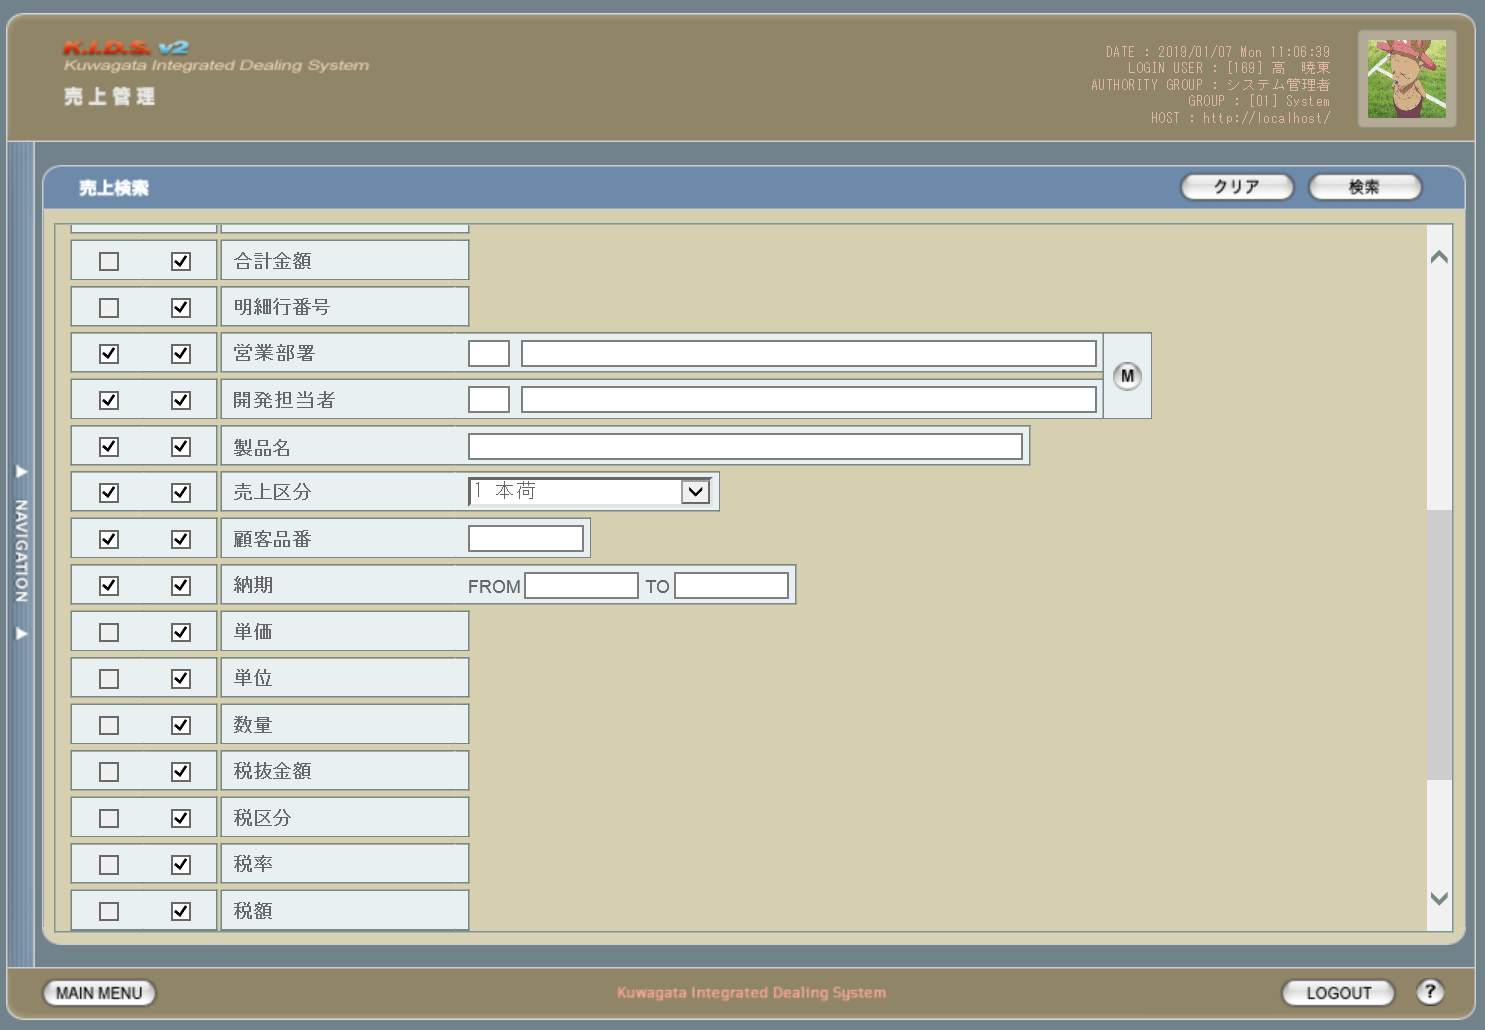 K.I.D.S. v2
Kuwagata Integrated Dealing System
売上管理
DATE : 2019/01/07 Mon 11:06:39
LOGIN USER : [169] 高　暁東
AUTHORITY GROUP : システム管理者
GROUP : [01] System
HOST : http://localhost/
売上検索
クリア
検索
合計金額
明細行番号
営業部署
M
開発担当者
製品名
売上区分 1 本荷
顧客品番
納期 FROM TO
単価
単位
数量
税抜金額
税区分
税率
税額
NAVIGATION
MAIN MENU
Kuwagata Integrated Dealing System
LOGOUT
?